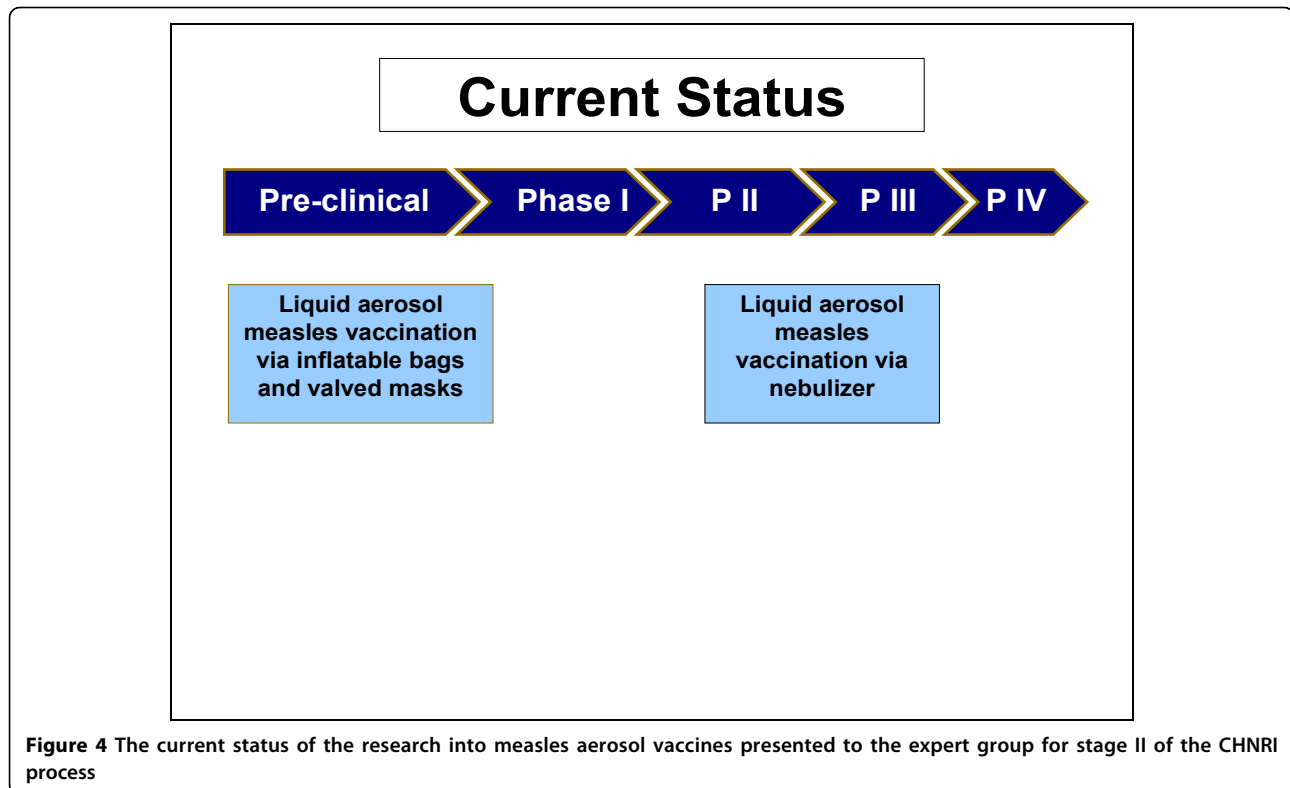 Current Status
Pre-clinical Phase I P II P III P IV
Liquid aerosol
measles vaccination
via inflatable bags
and valved masks
Liquid aerosol
measles
vaccination via
nebulizer
Figure 4 The current status of the research into measles aerosol vaccines presented to the expert group for stage II of the CHNRI
process